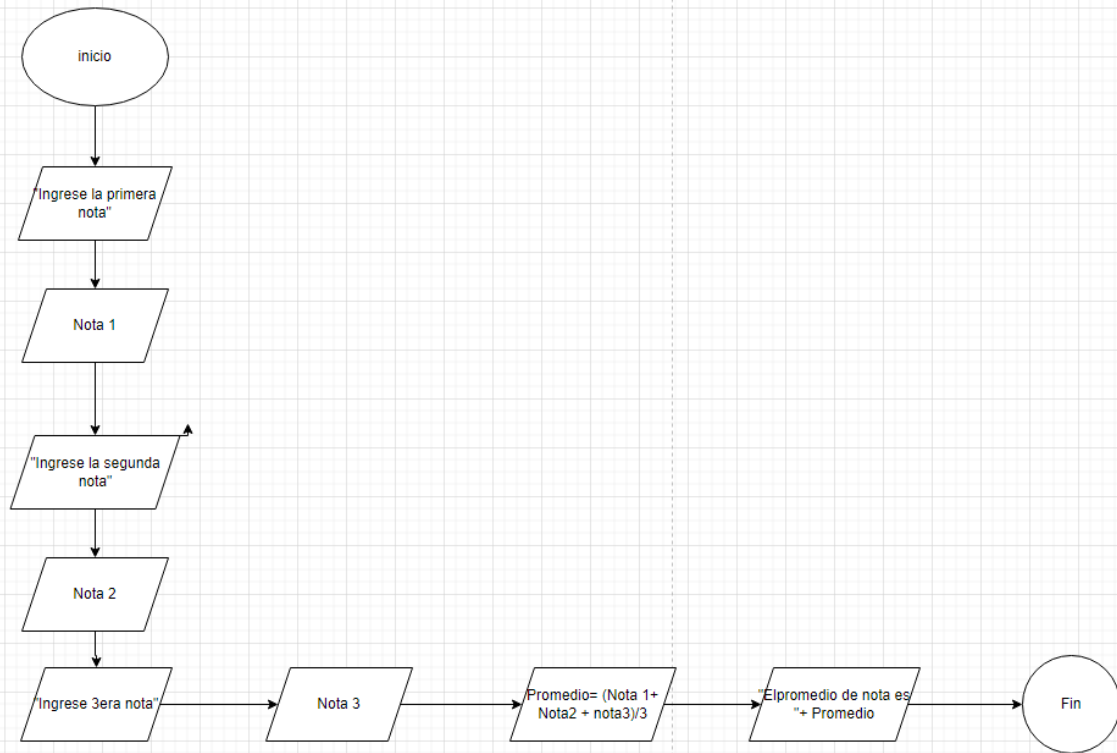 inicio
"Ingrese la primera
nota"
Nota 1
"Ingrese la segunda
nota"
Nota 2
"Ingrese 3era nota"
Nota 3
Promedio= (Nota 1+
Nota2 + nota3)/3
"Elpromedio de nota es
"+ Promedio
Fin